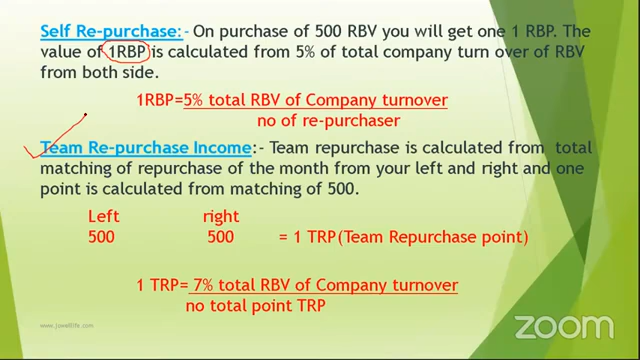 Self Re-purchase:- On purchase of 500 RBV you will get one 1 RBP. The
value of 1RBP is calculated from 5% of total company turn over of RBV
from both side.
1RBP=5% total RBV of Company turnover
no of re-purchaser
Team Re-purchase Income:- Team repurchase is calculated from total
matching of repurchase of the month from your left and right and one
point is calculated from matching of 500.
Left right
500 500 = 1 TRP(Team Repurchase point)
1 TRP= 7% total RBV of Company turnover
no total point TRP
zoom